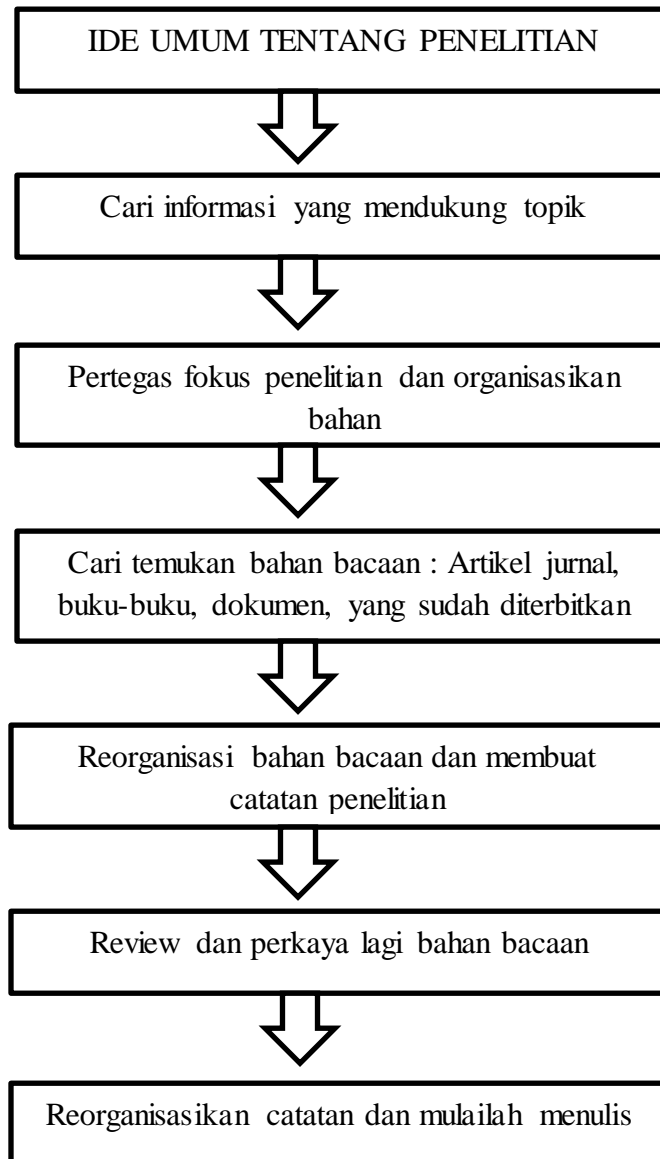 IDE UMUM TENTANG PENELITIAN
Cari informasi yang mendukung topik
Pertegas fokus penelitian dan organisasikan
bahan
Cari temukan bahan bacaan : Artikel jurnal,
buku-buku, dokumen, yang sudah diterbitkan
Reorganisasi bahan bacaan dan membuat
catatan penelitian
Review dan perkaya lagi bahan bacaan
Reorganisasikan catatan dan mulailah menulis